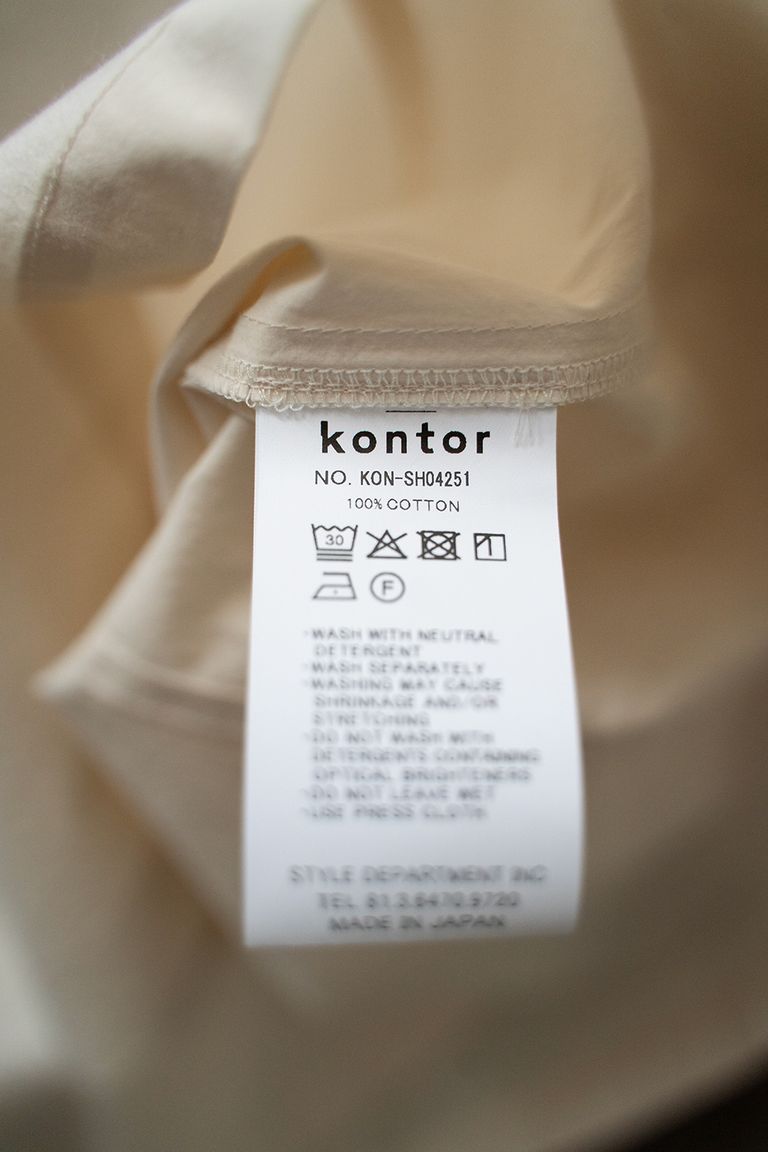 kontor
NO. KON-SH04251
100% COTTON
30
F
・WASH WITH NEUTRAL
DETERGENT
・WASH SEPARATELY
・WASHING MAY CAUSE
SHRINKAGE AND/OR
STRETCHING
・DO NOT WASH WITH
DETERGENTS CONTAINING
OPTICAL BRIGHTENERS
・DO NOT LEAVE WET
・USE PRESS CLOTH
STYLE DEPARTMENT INC
TEL 81.3.6470.9720
MADE IN JAPAN